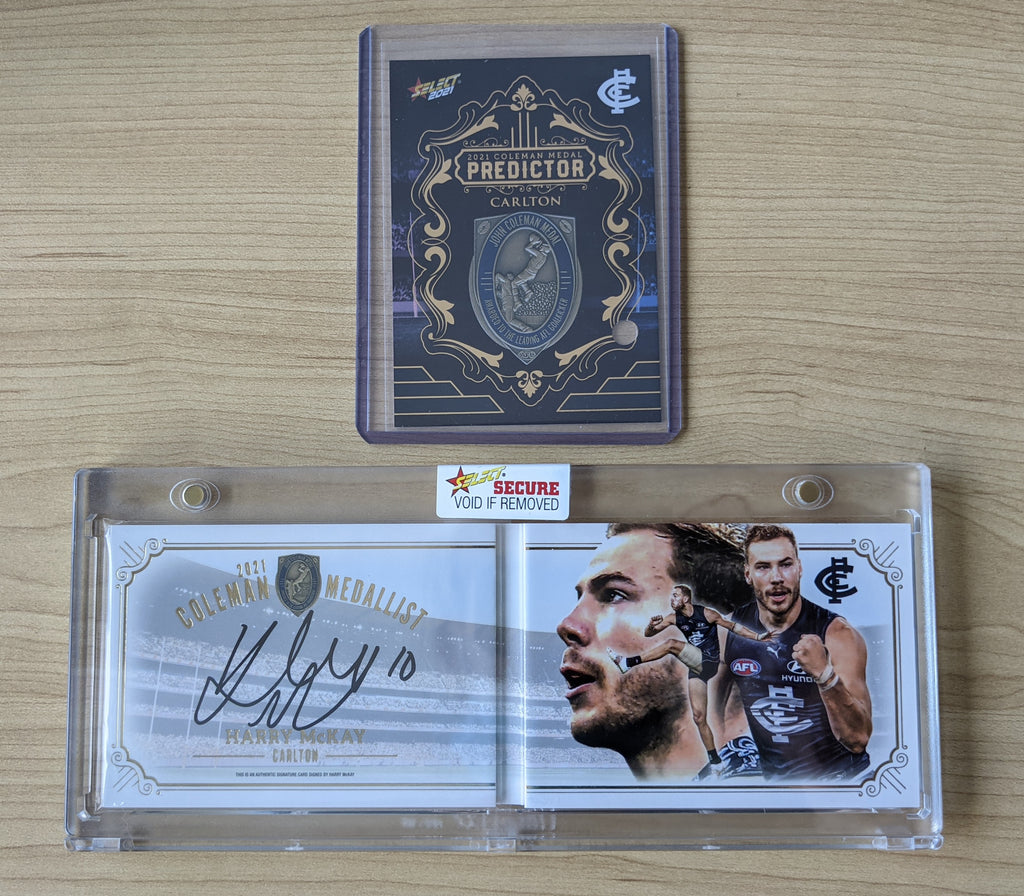 SELECT
2021
2021 COLEMAN MEDAL
PREDICTOR
CARLTON
JOHN COLEMAN MEDAL
AWARDED TO THE LEADING AFL GOALKICKER
SELECT
SECURE
VOID IF REMOVED
2021
COLEMAN MEDALLIST
10
HARRY McKAY
CARLTON
THIS IS AN AUTHENTIC SIGNATURE CARD SIGNED BY HARRY McKAY
AFL
HYUNDAI